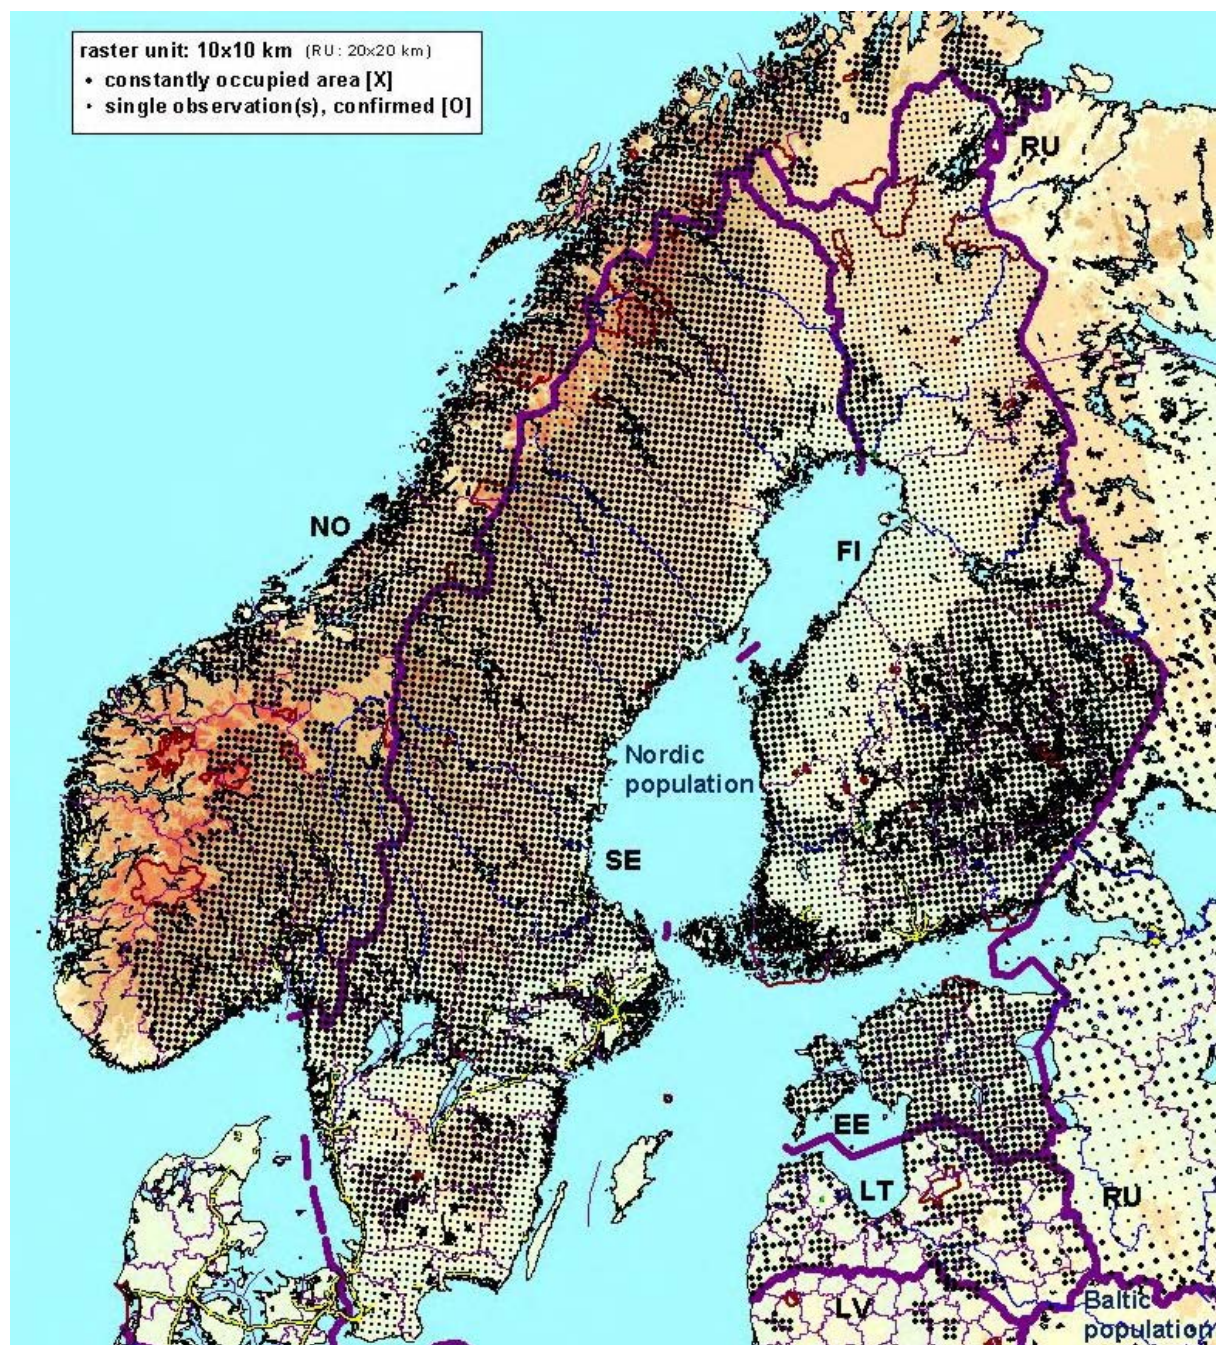 raster unit: 10x10 km (RU: 20x20 km)
• constantly occupied area [X]
· single observation(s), confirmed [O]
RU
NO
FI
Nordic
population
SE
EE
LT
RU
LV
Baltic
population